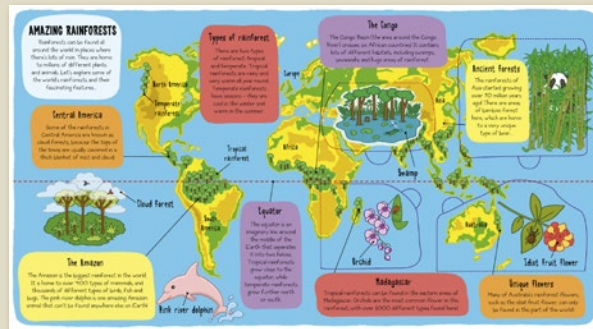 AMAZING RAINFORESTS
Rainforests can be found all
around the world in places where
there's lots of rain. They are home
to millions of different plants
and animals. Let's explore some of
the world's rainforests and their
fascinating features.
Types of rainforest
There are two types
of rainforest: tropical
and temperate. Tropical
rainforests are rainy and
very warm all year round.
Temperate rainforests
have seasons – they are
cool in the winter and
warm in the summer.
The Congo
The Congo Basin (the area around the Congo
River) crosses six African countries! It contains
lots of different habitats, including swamps,
savannahs and huge areas of rainforest.
Ancient forests
The rainforests of
Asia started growing
over 70 million years
ago! There are areas
of bamboo forest
here, which are home
to a very unique
type of bear...
Central America
Some of the rainforests in
Central America are known as
cloud forests, because the tops of
the trees are usually covered in a
thick blanket of mist and cloud.
North America
Temperate
rainforest
Europe
Asia
Africa
Tropical
rainforest
Swamp
Cloud forest
South
America
Equator
The equator is an
imaginary line around
the middle of the
Earth that separates
it into two halves.
Tropical rainforests
grow close to the
equator, while
temperate rainforests
grow further north
or south.
Orchid
Australia
Idiot fruit flower
The Amazon
The Amazon is the biggest rainforest in the world.
It is home to over 400 types of mammals, and
thousands of different types of birds, fish and
bugs. The pink river dolphin is one amazing
animal that can't be found anywhere else on Earth!
Pink river dolphin
Madagascar
Tropical rainforests can be found in the eastern areas of
Madagascar. Orchids are the most common flower in this
rainforest, with over 1,000 different types found here.
Unique flowers
Many of Australia's rainforest flowers,
such as the idiot fruit flower, can only
be found in this part of the world.